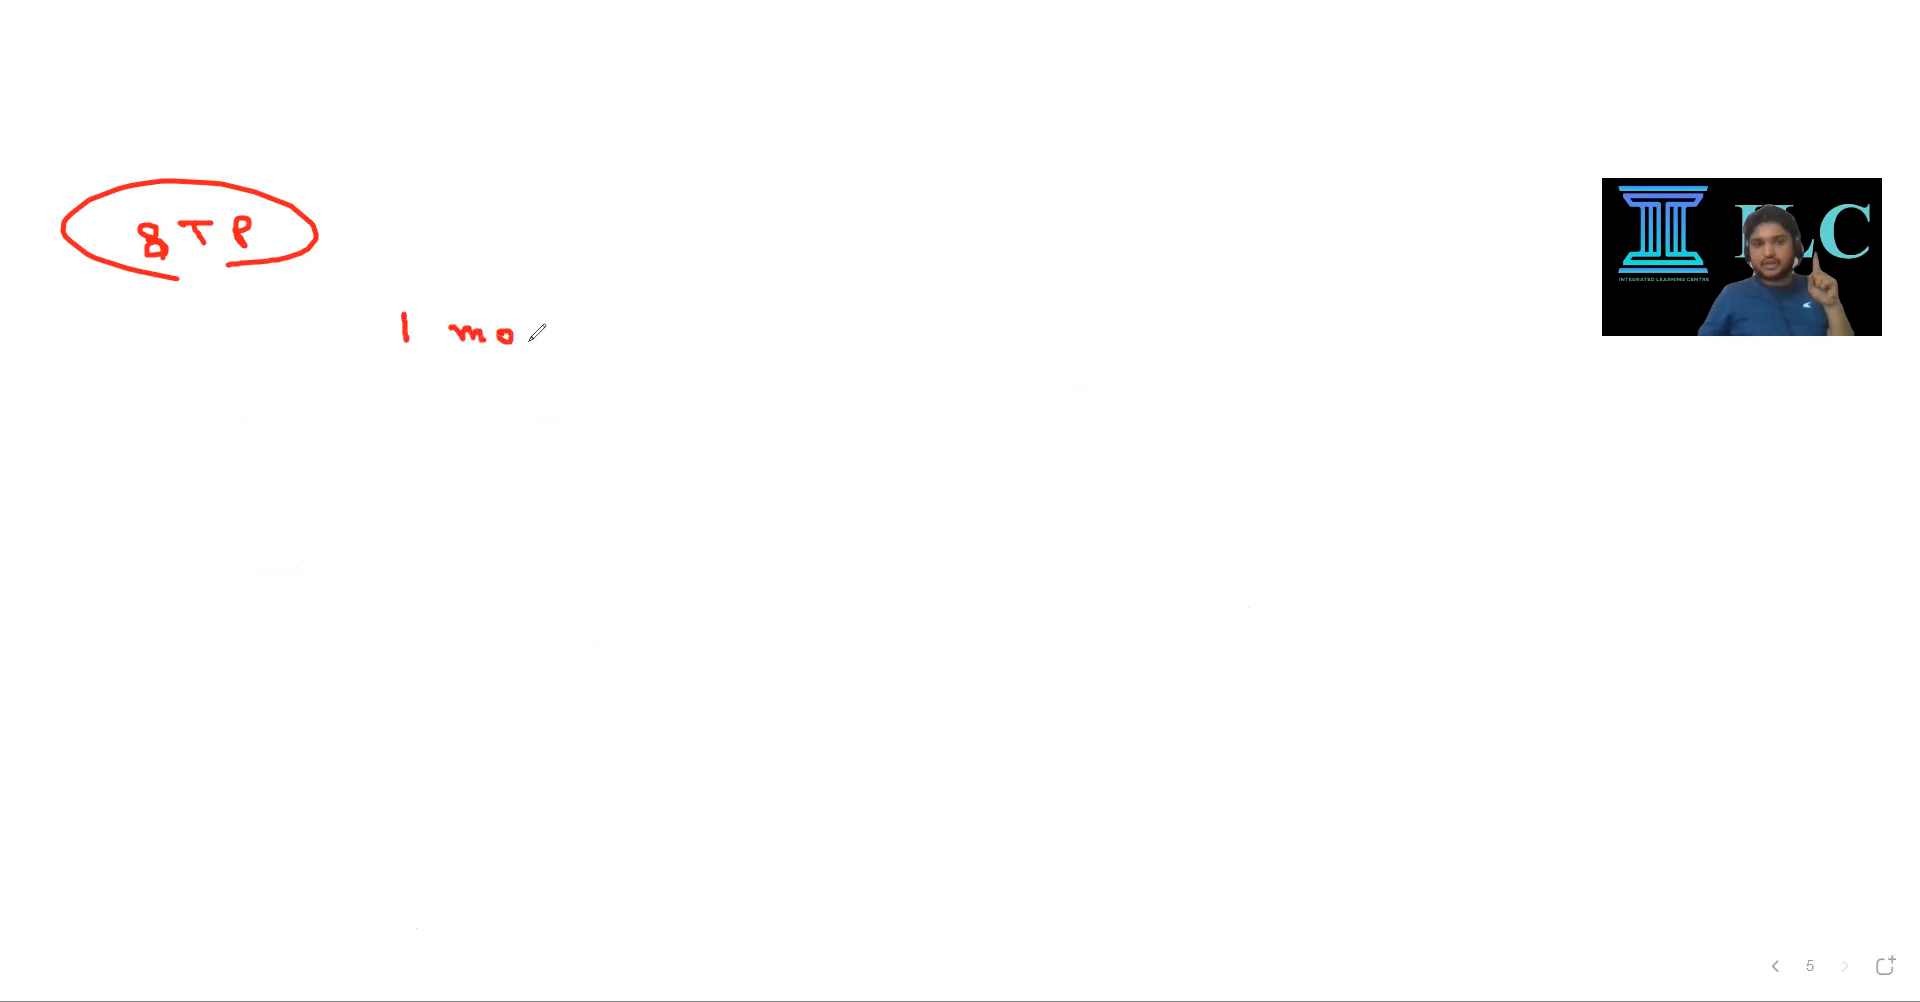 STP
1 mo
ILC
INTEGRATED LEARNING CENTRE
5